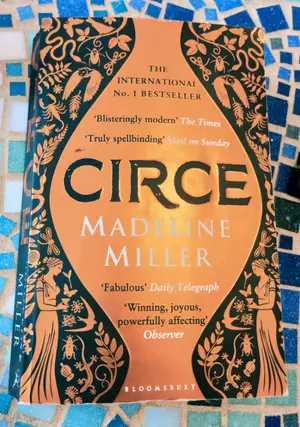 THE
INTERNATIONAL
No. 1 BESTSELLER
‘Blisteringly modern’ The Times
‘Truly spellbinding’ Mail on Sunday
CIRCE
MADELINE
MILLER
‘Fabulous’ Daily Telegraph
‘Winning, joyous,
powerfully affecting’
Observer
BLOOMSBURY
MILLER